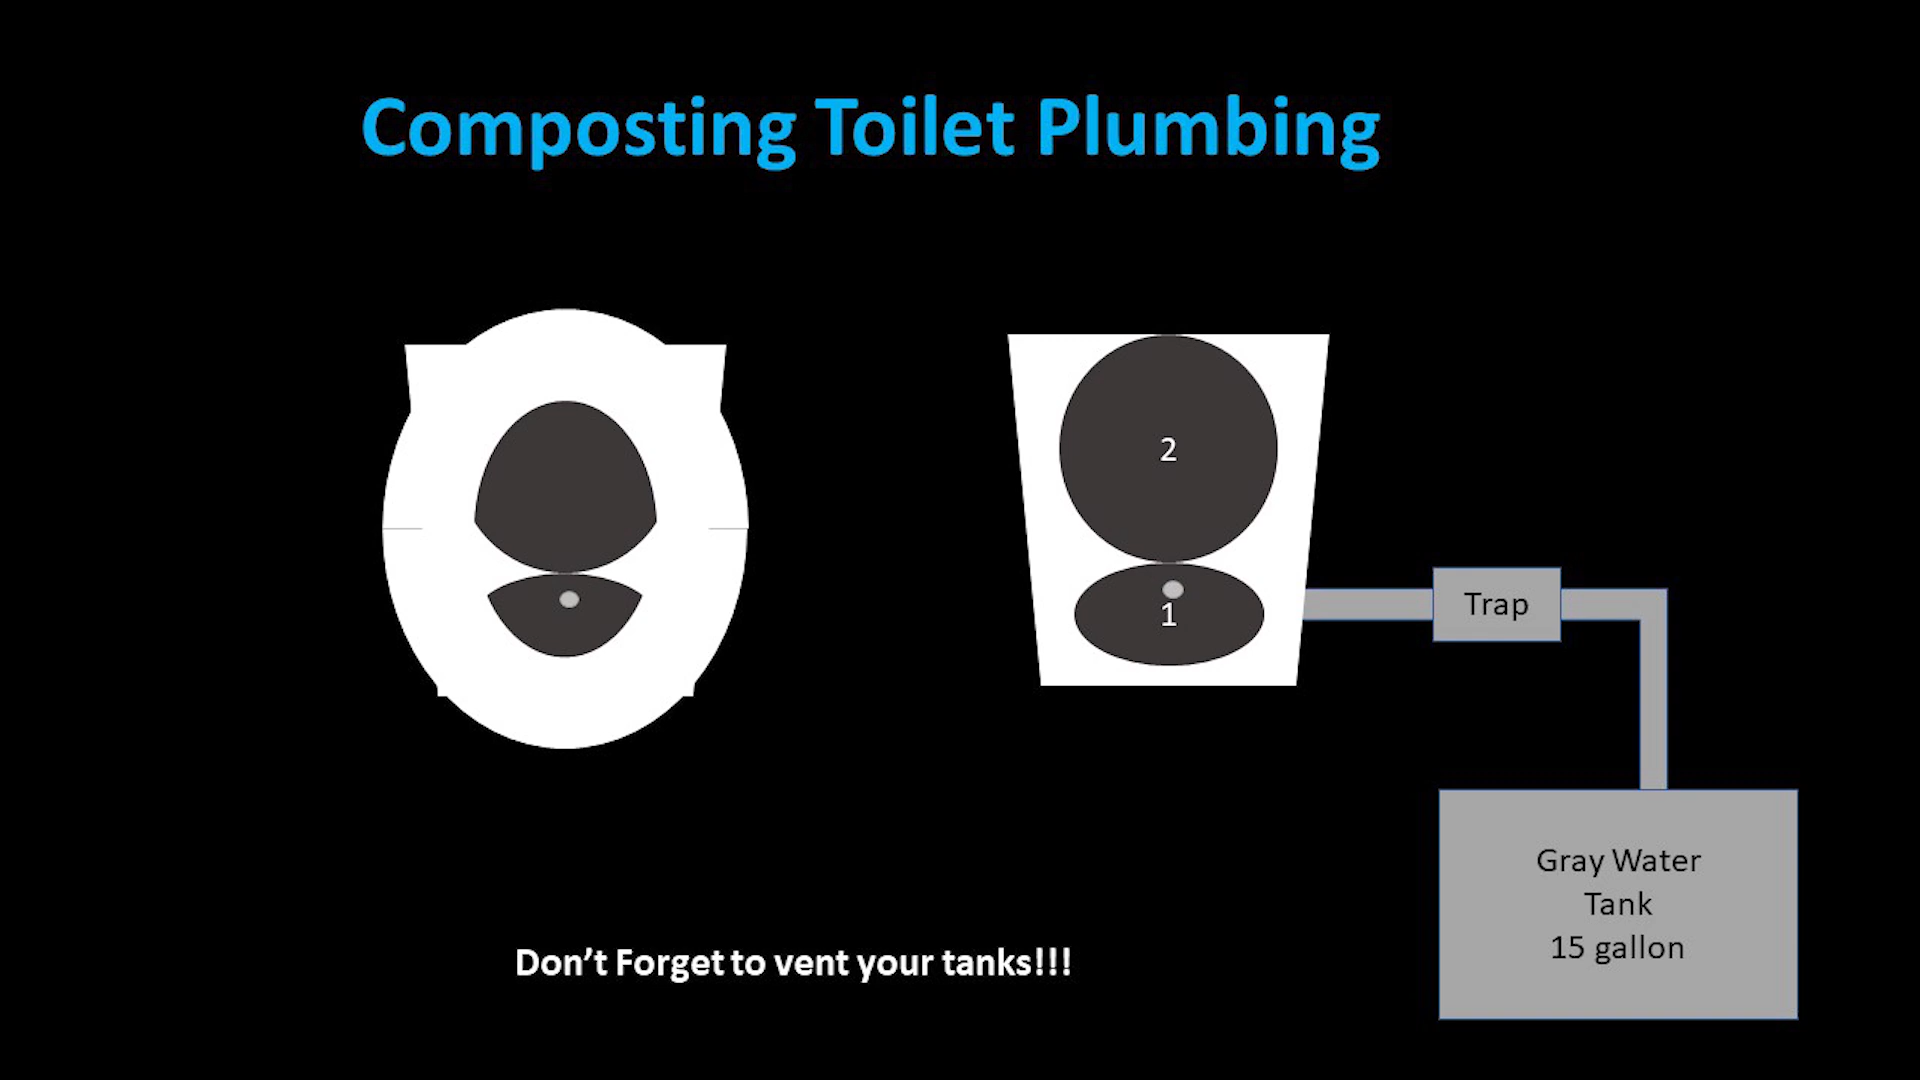 Composting Toilet Plumbing
2
1
Trap
Gray Water
Tank
15 gallon
Don’t Forget to vent your tanks!!!